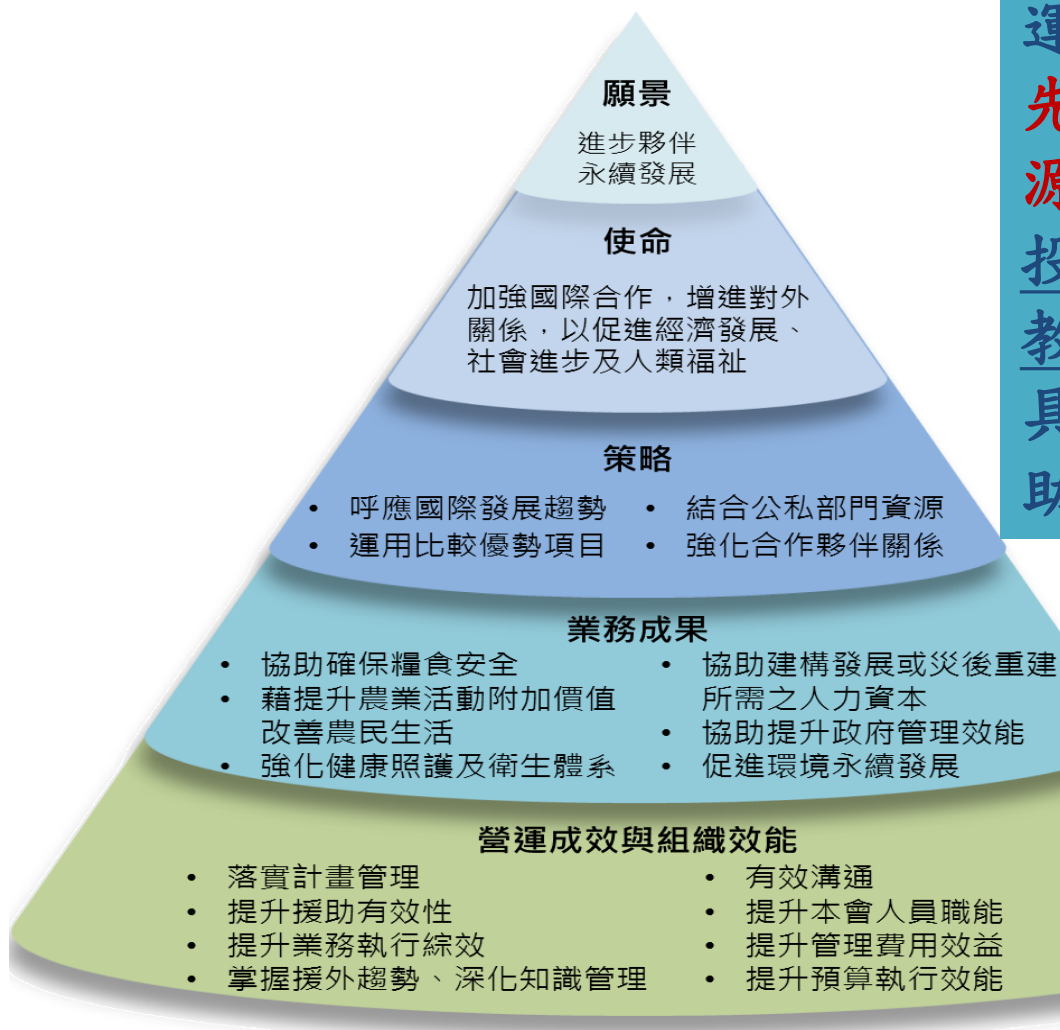 願景
進步夥伴
永續發展
使命
加強國際合作，增進對外
關係，以促進經濟發展、
社會進步及人類福祉
策略
• 呼應國際發展趨勢
• 運用比較優勢項目
• 結合公私部門資源
• 強化合作夥伴關係
業務成果
• 協助確保糧食安全
• 藉提升農業活動附加價值
改善農民生活
• 強化健康照護及衛生體系
• 協助建構發展或災後重建
所需之人力資本
• 協助提升政府管理效能
• 促進環境永續發展
營運成效與組織效能
• 落實計畫管理
• 提升援助有效性
• 提升業務執行綜效
• 掌握援外趨勢、深化知識管理
• 有效溝通
• 提升本會人員職能
• 提升管理費用效益
• 提升預算執行效能